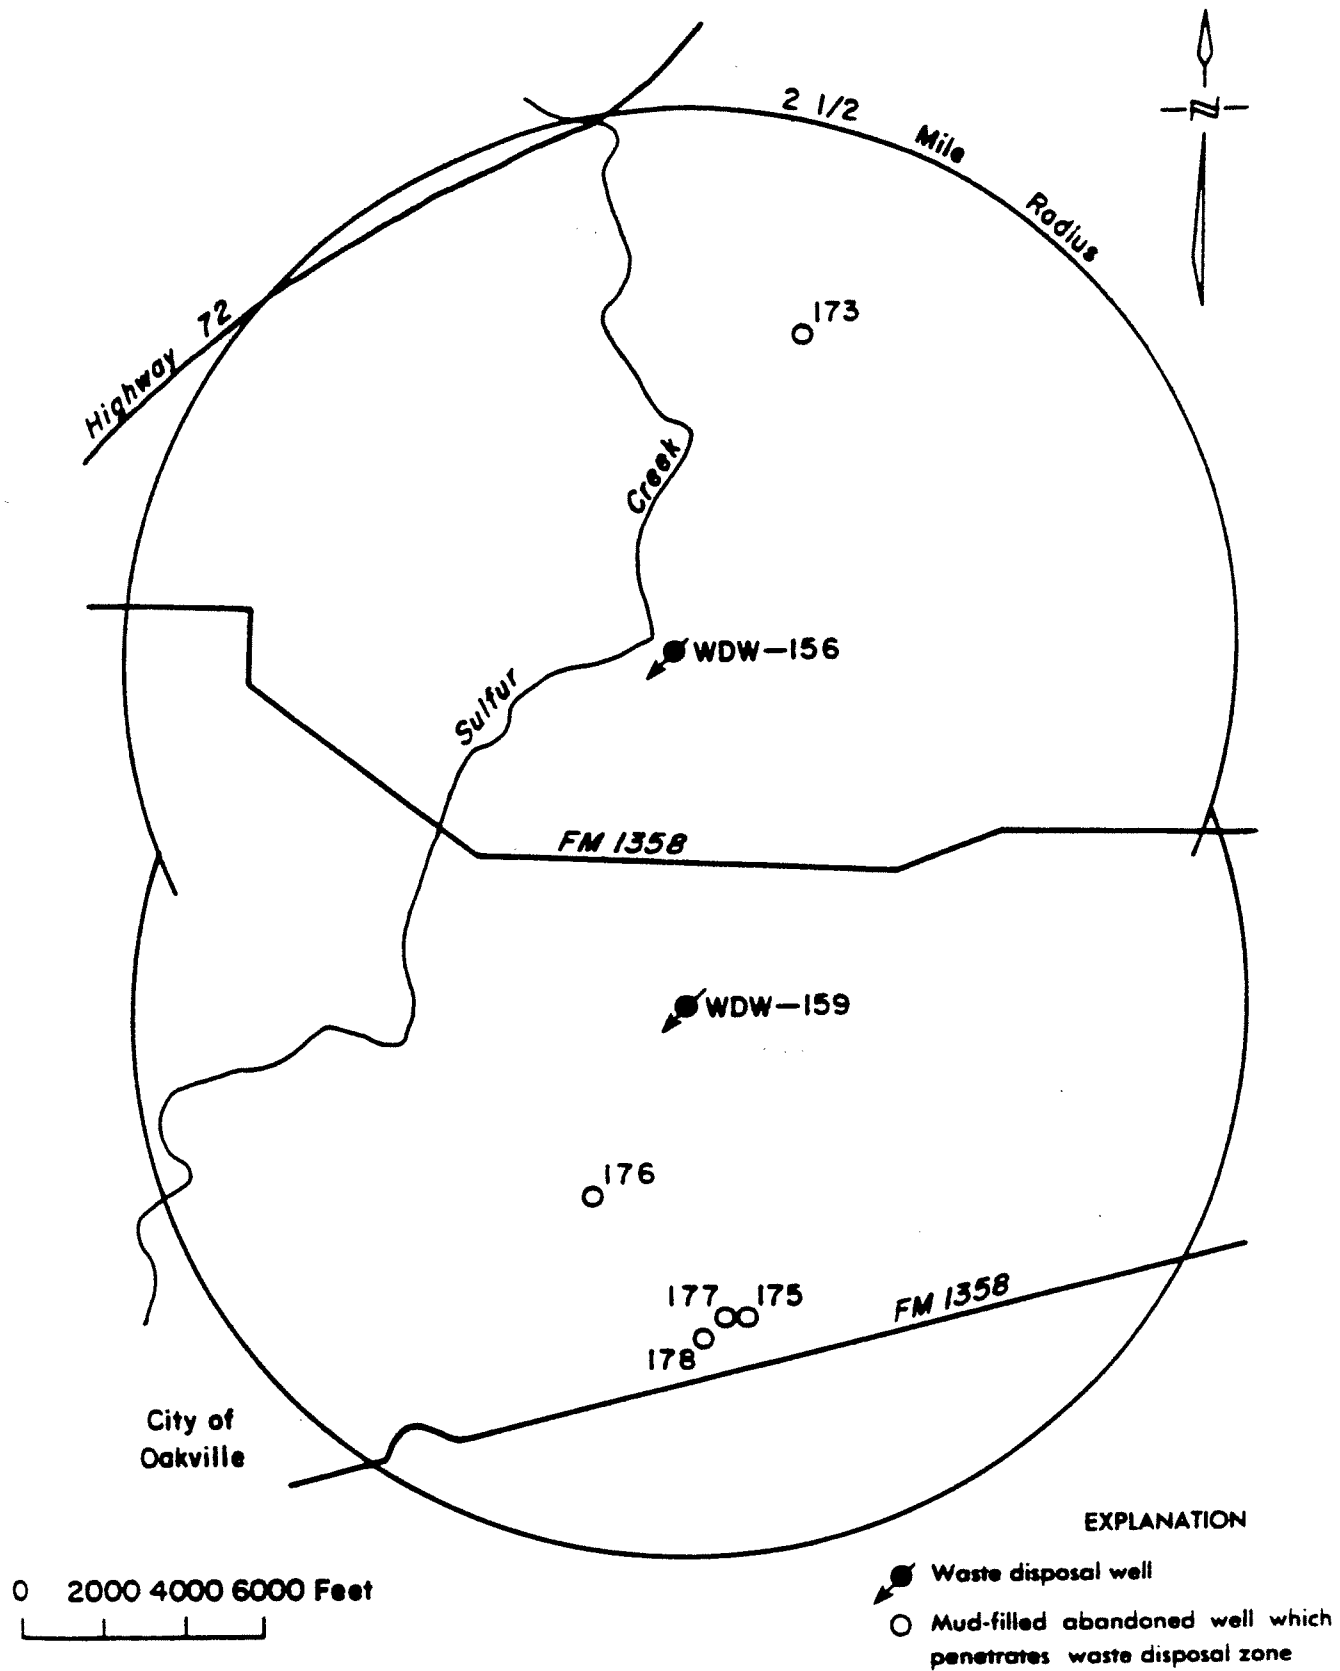 2 1/2 Mile Radius
N
Highway 72
173
Creek
WDW-156
Sulfur
FM 1358
WDW-159
176
177 175
178
FM 1358
City of
Oakville
EXPLANATION
Waste disposal well
Mud-filled abandoned well which
penetrates waste disposal zone
0 2000 4000 6000 Feet